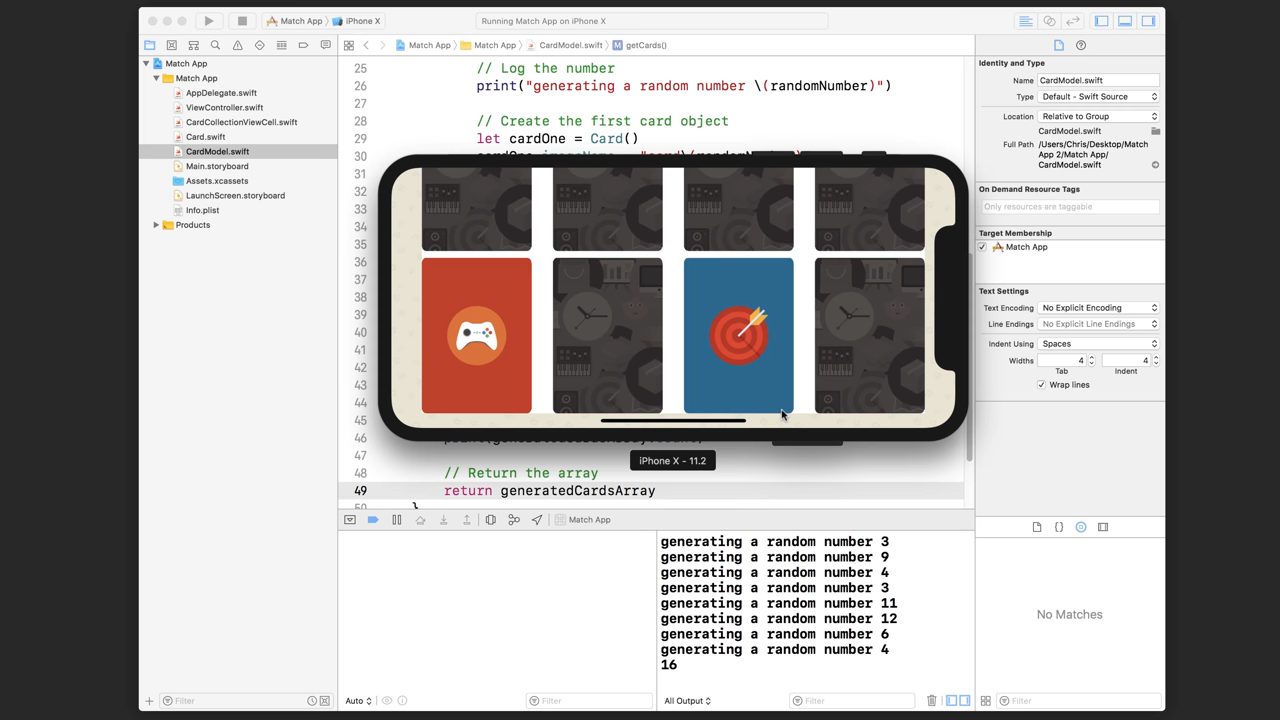 Match App
iPhone X
Running Match App on iPhone X
Match App
Match App
CardModel.swift
getCards()
Match App
Match App
AppDelegate.swift
ViewController.swift
CardCollectionViewCell.swift
Card.swift
CardModel.swift
Main.storyboard
Assets.xcassets
LaunchScreen.storyboard
Info.plist
Products
25 // Log the number
26 print("generating a random number \(randomNumber)")
27
28 // Create the first card object
29 let cardOne = Card()
30
31
32
33
34
35
36
37
38
39
40
41
42
43
44
45
46
47
48 // Return the array
49 return generatedCardsArray
50 }
iPhone X - 11.2
Identity and Type
Name CardModel.swift
Type Default - Swift Source
Location Relative to Group
CardModel.swift
Full Path /Users/Chris/Desktop/Match
App 2/Match App/
CardModel.swift
On Demand Resource Tags
Only resources are taggable
Target Membership
Match App
Text Settings
Text Encoding No Explicit Encoding
Line Endings No Explicit Line Endings
Indent Using Spaces
Widths 4 4
Tab Indent
Wrap lines
Match App
generating a random number 3
generating a random number 9
generating a random number 4
generating a random number 3
generating a random number 11
generating a random number 12
generating a random number 6
generating a random number 4
16
No Matches
Filter
Auto
Filter
All Output
Filter
Filter